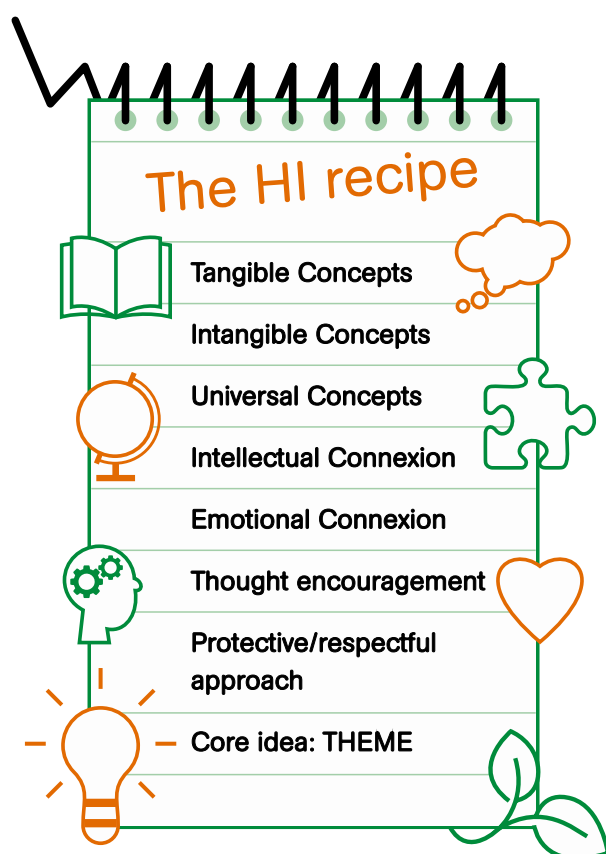 The HI recipe
Tangible Concepts
Intangible Concepts
Universal Concepts
Intellectual Connexion
Emotional Connexion
Thought encouragement
Protective/respectful
approach
Core idea: THEME